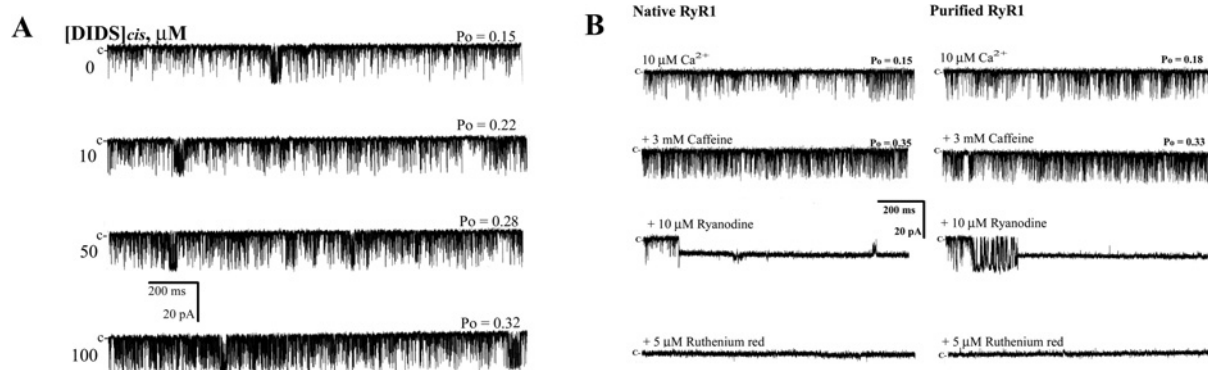 A
[DIDS]cis, µM
c-
0
Po = 0.15
c-
10
Po = 0.22
c-
50
Po = 0.28
200 ms
20 pA
c-
100
Po = 0.32
B
Native RyR1
Purified RyR1
10 µM Ca²⁺
Po = 0.15
c-
10 µM Ca²⁺
Po = 0.18
c-
+ 3 mM Caffeine
Po = 0.35
c-
+ 3 mM Caffeine
Po = 0.33
c-
+ 10 µM Ryanodine
c-
200 ms
20 pA
+ 10 µM Ryanodine
c-
+ 5 µM Ruthenium red
c-
+ 5 µM Ruthenium red
c-